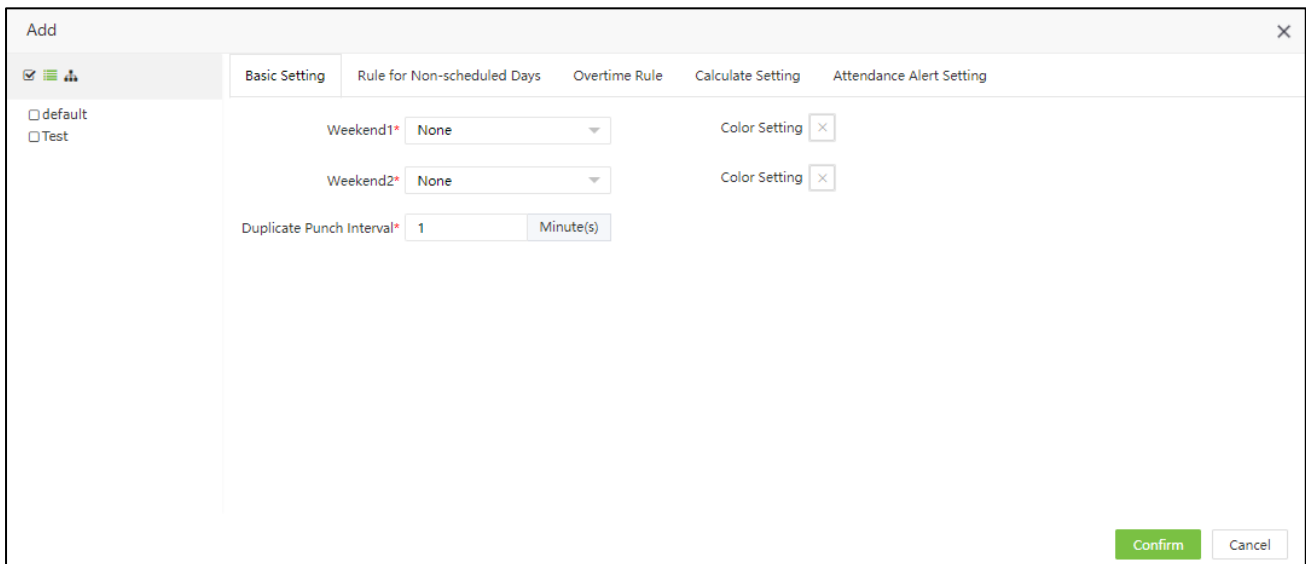 Add
Basic Setting Rule for Non-scheduled Days Overtime Rule Calculate Setting Attendance Alert Setting
default
Test
Weekend1* None Color Setting
Weekend2* None Color Setting
Duplicate Punch Interval* 1 Minute(s)
Confirm Cancel